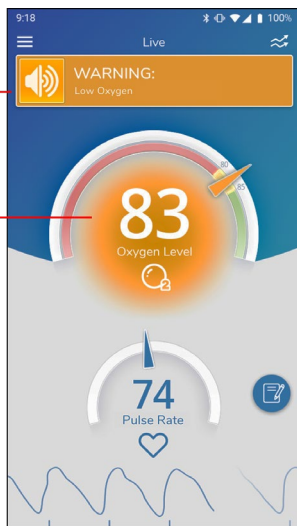 9:18
100%
Live
WARNING:
Low Oxygen
80
85
83
Oxygen Level
2
74
Pulse Rate